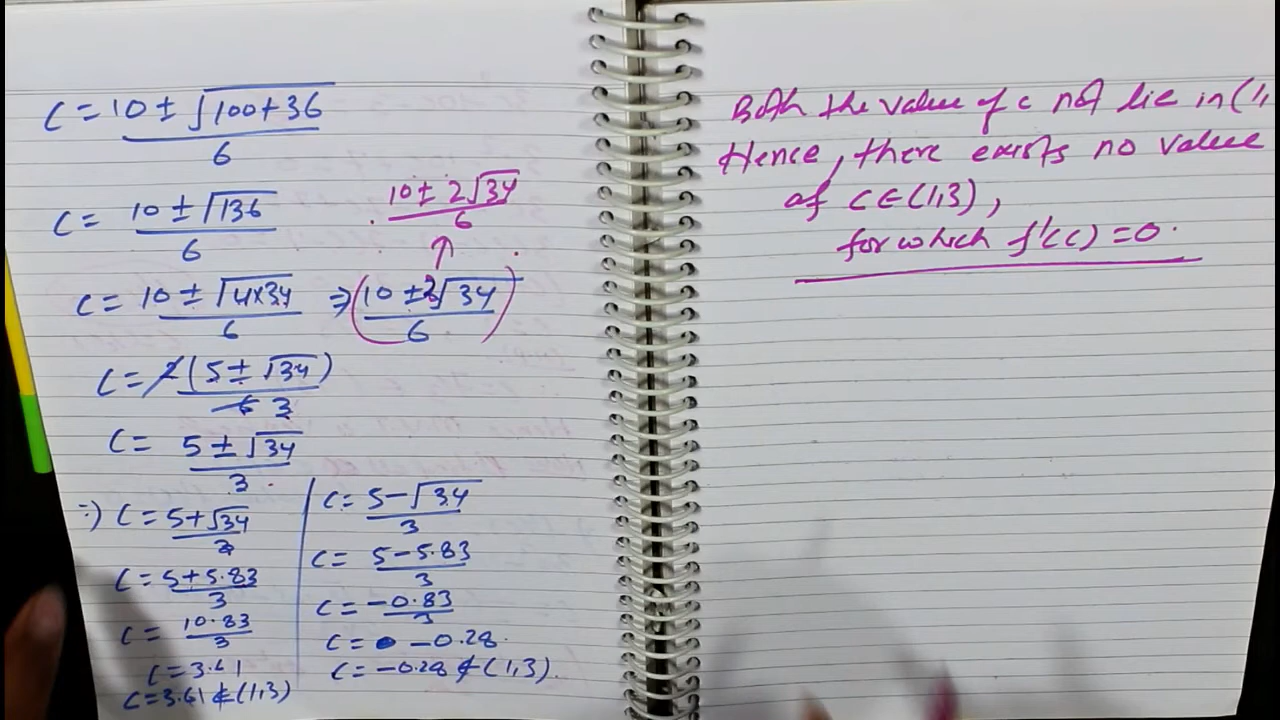 C = 10 ± √100+36 / 6
C = 10 ± √136 / 6
10 ± 2√34 / 6
↑
C = 10 ± √4×34 / 6 ⇒ (10 ± 2√34 / 6)
C = 2(5 ± √34) / 6 3
C = 5 ± √34 / 3
⇒) C = 5+√34 / 3
C = 5+5.83 / 3
C = 10.83 / 3
C = 3.61
C = 3.61 ∉ (1,3)
C = 5-√34 / 3
C = 5-5.83 / 3
C = -0.83 / 3
C = -0.28
C = -0.28 ∉ (1,3).
Both the value of c not lie in (1,
Hence, there exists no value
of C ∈ (1,3),
for which f'(c) = 0.